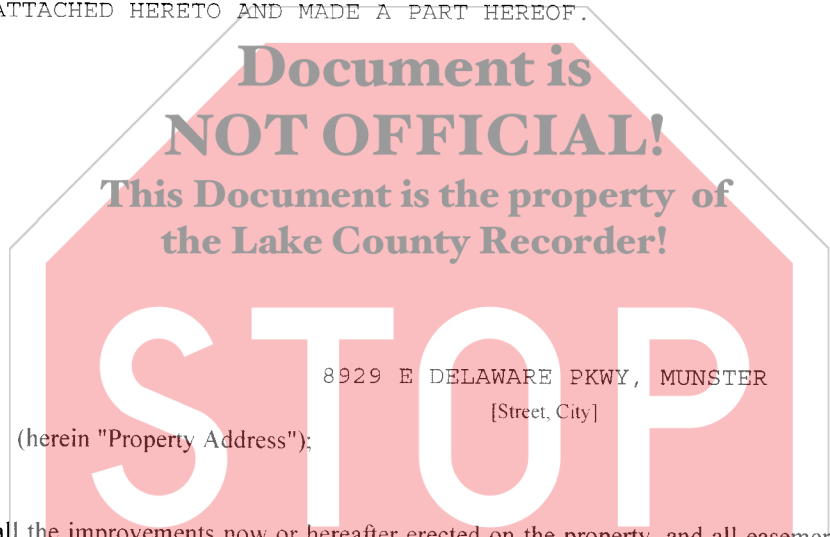 ATTACHED HERETO AND MADE A PART HEREOF.
Document is
NOT OFFICIAL!
This Document is the property of
the Lake County Recorder!
STOP
8929 E DELAWARE PKWY, MUNSTER
[Street, City]
(herein "Property Address");
all the improvements now or hereafter erected on the property, and all